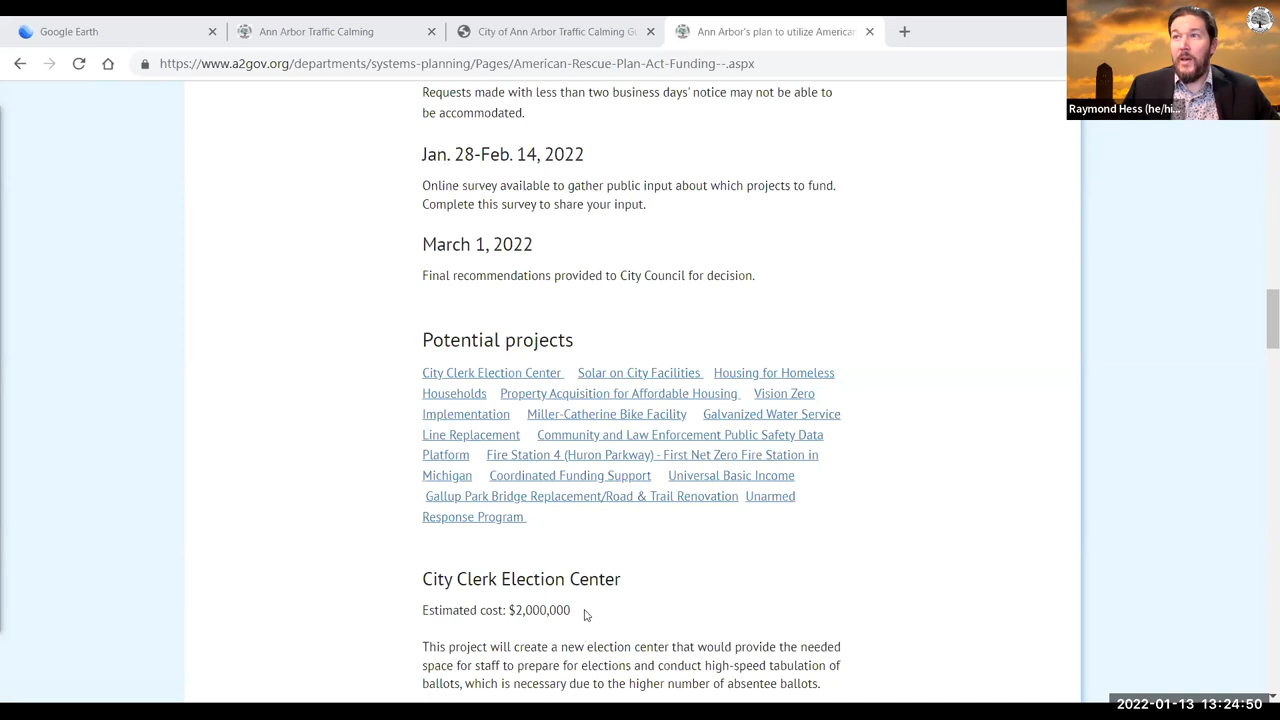 Google Earth
Ann Arbor Traffic Calming
City of Ann Arbor Traffic Calming Gu
Ann Arbor's plan to utilize American
https://www.a2gov.org/departments/systems-planning/Pages/American-Rescue-Plan-Act-Funding--.aspx
Raymond Hess (he/hi...
Requests made with less than two business days' notice may not be able to
be accommodated.
Jan. 28-Feb. 14, 2022
Online survey available to gather public input about which projects to fund.
Complete this survey to share your input.
March 1, 2022
Final recommendations provided to City Council for decision.
Potential projects
City Clerk Election Center Solar on City Facilities Housing for Homeless
Households Property Acquisition for Affordable Housing Vision Zero
Implementation Miller-Catherine Bike Facility Galvanized Water Service
Line Replacement Community and Law Enforcement Public Safety Data
Platform Fire Station 4 (Huron Parkway) - First Net Zero Fire Station in
Michigan Coordinated Funding Support Universal Basic Income
Gallup Park Bridge Replacement/Road & Trail Renovation Unarmed
Response Program
City Clerk Election Center
Estimated cost: $2,000,000
This project will create a new election center that would provide the needed
space for staff to prepare for elections and conduct high-speed tabulation of
ballots, which is necessary due to the higher number of absentee ballots.
2022-01-13 13:24:50